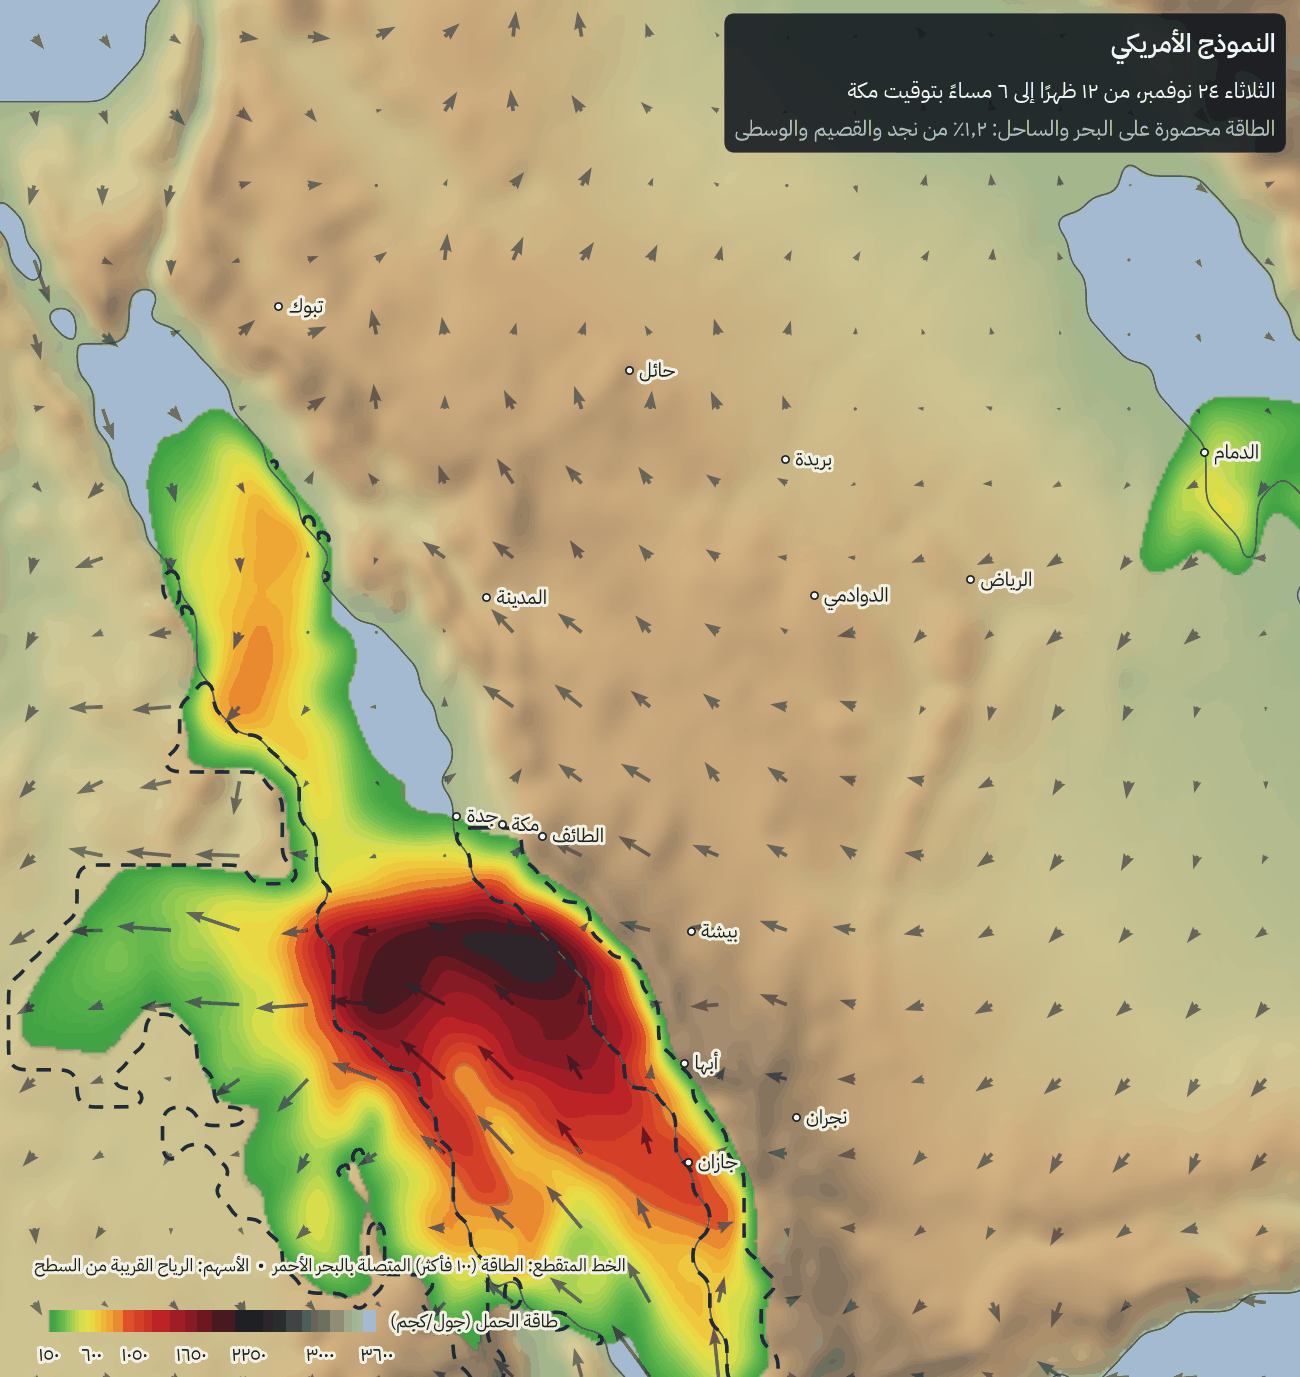 النموذج الأمريكي
الثلاثاء ٢٤ نوفمبر، من ١٢ ظهرًا إلى ٦ مساءً بتوقيت مكة
الطاقة محصورة على البحر والساحل: ١,٢٪ من نجد والقصيم والوسطى
تبوك
حائل
الدمام
بريدة
الرياض
الدوادمي
المدينة
جدة
مكة
الطائف
بيشة
أبها
نجران
جازان
الخط المتقطع: الطاقة (١٠٠ فأكثر) المتصلة بالبحر الأحمر • الأسهم: الرياح القريبة من السطح
طاقة الحمل (جول/كجم)
١٥٠ ٦٠٠ ١٠٥٠ ١٦٥٠ ٢٢٥٠ ٣٠٠٠ ٣٦٠٠